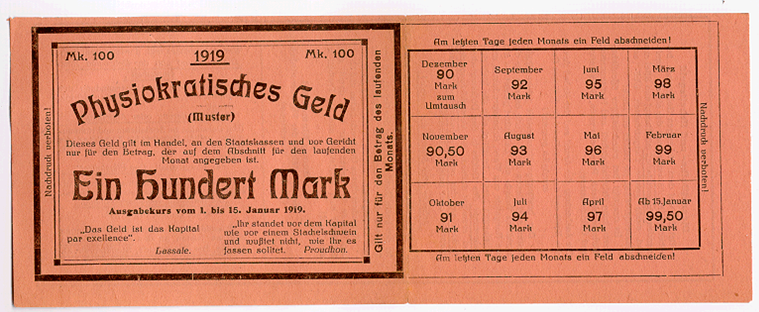 Mk. 100
1919
Mk. 100
Physiokratisches Geld
(Muster)
Dieses Geld gilt im Handel, an den Staatskassen und vor Gericht
nur für den Betrag, der auf dem Abschnitt für den laufenden
Monat angegeben ist.
Ein Hundert Mark
Ausgabekurs vom 1. bis 15. Januar 1919.
„Das Geld ist das Kapital
par exellence".
Lassale.
„Ihr standet vor dem Kapital
wie vor einem Stachelschwein
und wußtet nicht, wie Ihr es
fassen solltet. Proudhon.
Nachdruck verboten!
Gilt nur für den Betrag des laufenden
Monats.
Am letzten Tage jeden Monats ein Feld abschneiden!
Dezember
90
Mark
zum
Umtausch
September
92
Mark
Juni
95
Mark
März
98
Mark
November
90,50
Mark
August
93
Mark
Mai
96
Mark
Februar
99
Mark
Oktober
91
Mark
Juli
94
Mark
April
97
Mark
Ab 15. Januar
99,50
Mark
Nachdruck verboten!
Am letzten Tage jeden Monats ein Feld abschneiden!